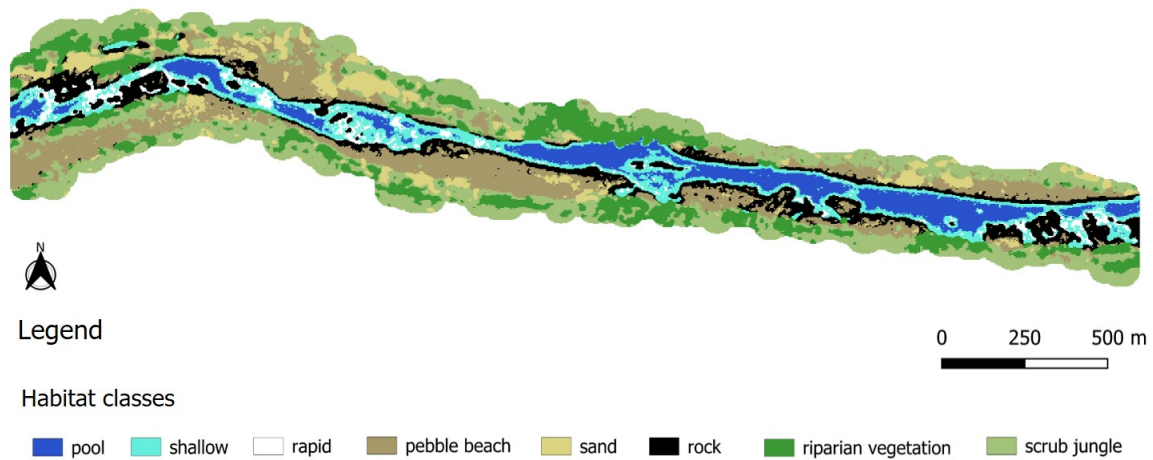 N
Legend
0 250 500 m
Habitat classes
pool shallow rapid pebble beach sand rock riparian vegetation scrub jungle